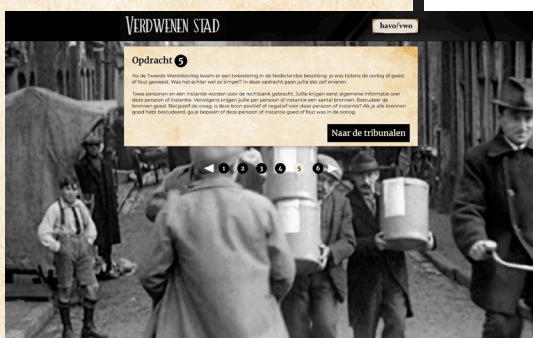 VERDWENEN STAD
havo/vwo
Opdracht 5
Na de Tweede Wereldoorlog kwam er een tweedeling in de Nederlandse bevolking: je was tijdens de oorlog óf goed,
óf fout geweest. Was het echter wel zo simpel? In deze opdracht gaan jullie dat zelf ervaren.
Twee personen en één instantie worden voor de rechtbank gebracht. Jullie krijgen eerst algemene informatie over
deze persoon of instantie. Vervolgens krijgen jullie per persoon of instantie een aantal bronnen. Bestudeer de
bronnen goed. Stel jezelf de vraag: is deze bron positief of negatief voor deze persoon of instantie? Als je alle bronnen
goed hebt bestudeerd, ga je bepalen of deze persoon of instantie goed of fout was in de oorlog.
Naar de tribunalen
1 2 3 4 5 6